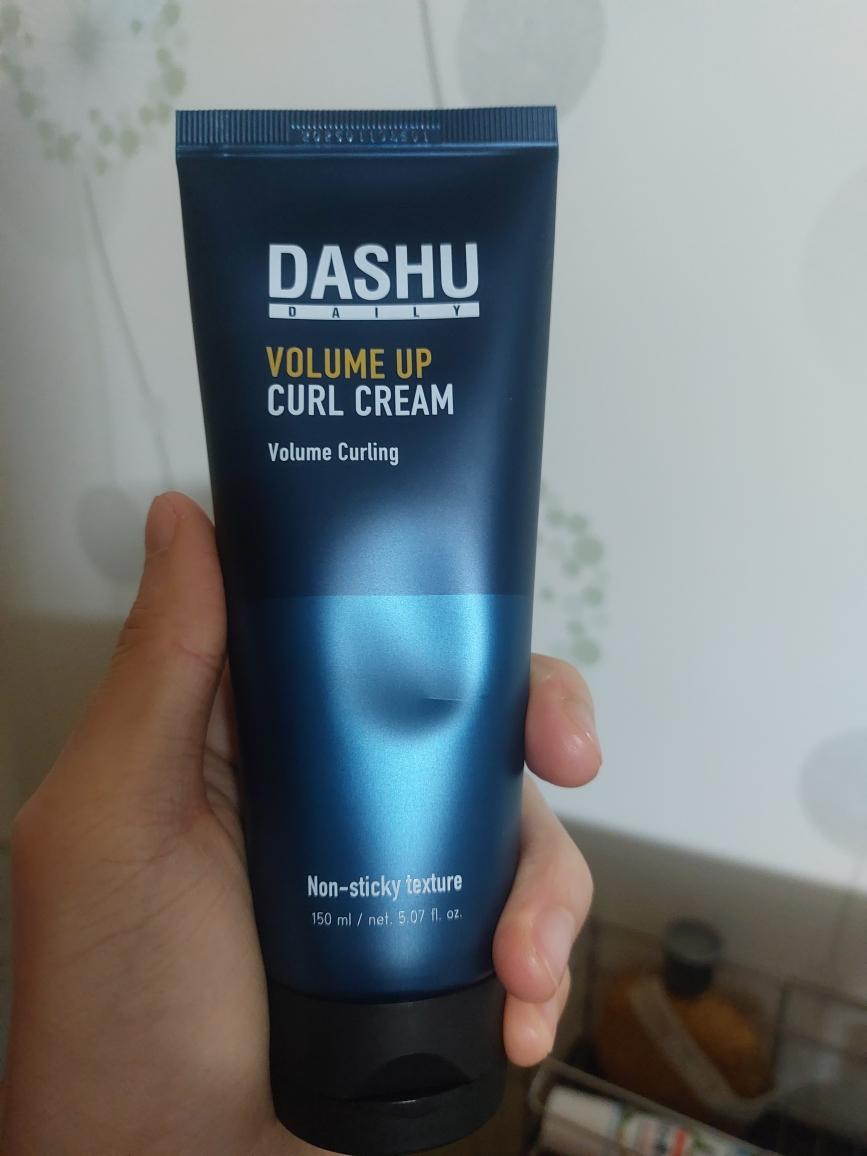 DASHU
DAILY
VOLUME UP
CURL CREAM
Volume Curling
Non-sticky texture
150 ml / net. 5.07 fl. oz.